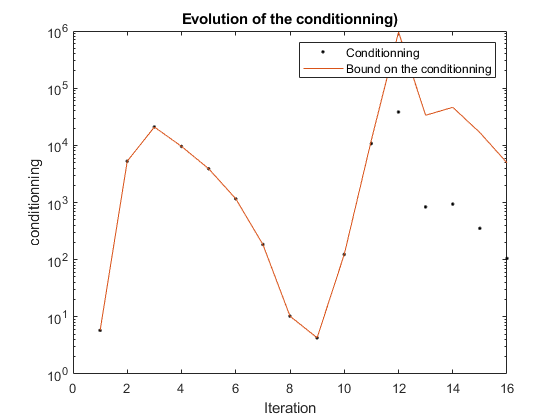 Evolution of the conditionning)
10^6
10^5
10^4
10^3
10^2
10^1
10^0
conditionning
Conditionning
Bound on the conditionning
0 2 4 6 8 10 12 14 16
Iteration